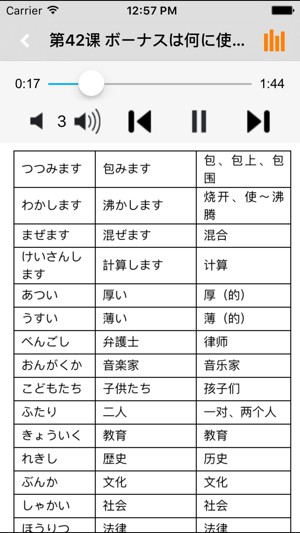 Carrier 12:57 PM
第42课 ボーナスは何に使...
0:17 1:44
3
つつみます 包みます 包、包上、包
围
わかします 沸かします 烧开、使～沸
腾
まぜます 混ぜます 混合
けいさんし
ます 計算します 计算
あつい 厚い 厚（的）
うすい 薄い 薄（的）
べんごし 弁護士 律师
おんがくか 音楽家 音乐家
こどもたち 子供たち 孩子们
ふたり 二人 一对、两个人
きょういく 教育 教育
れきし 歴史 历史
ぶんか 文化 文化
しゃかい 社会 社会
ほうりつ 法律 法律